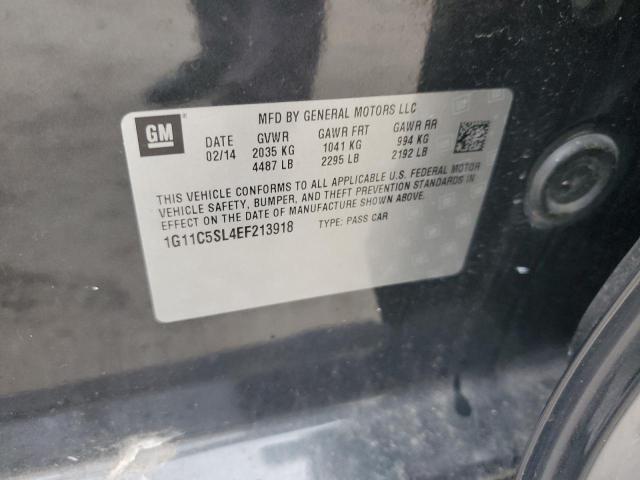 MFD BY GENERAL MOTORS LLC
GM
DATE GVWR GAWR FRT GAWR RR
02/14 2035 KG 1041 KG 994 KG
4487 LB 2295 LB 2192 LB
THIS VEHICLE CONFORMS TO ALL APPLICABLE U.S. FEDERAL MOTOR
VEHICLE SAFETY, BUMPER, AND THEFT PREVENTION STANDARDS IN
EFFECT ON THE DATE OF MANUFACTURE SHOWN ABOVE.
1G11C5SL4EF213918 TYPE: PASS CAR